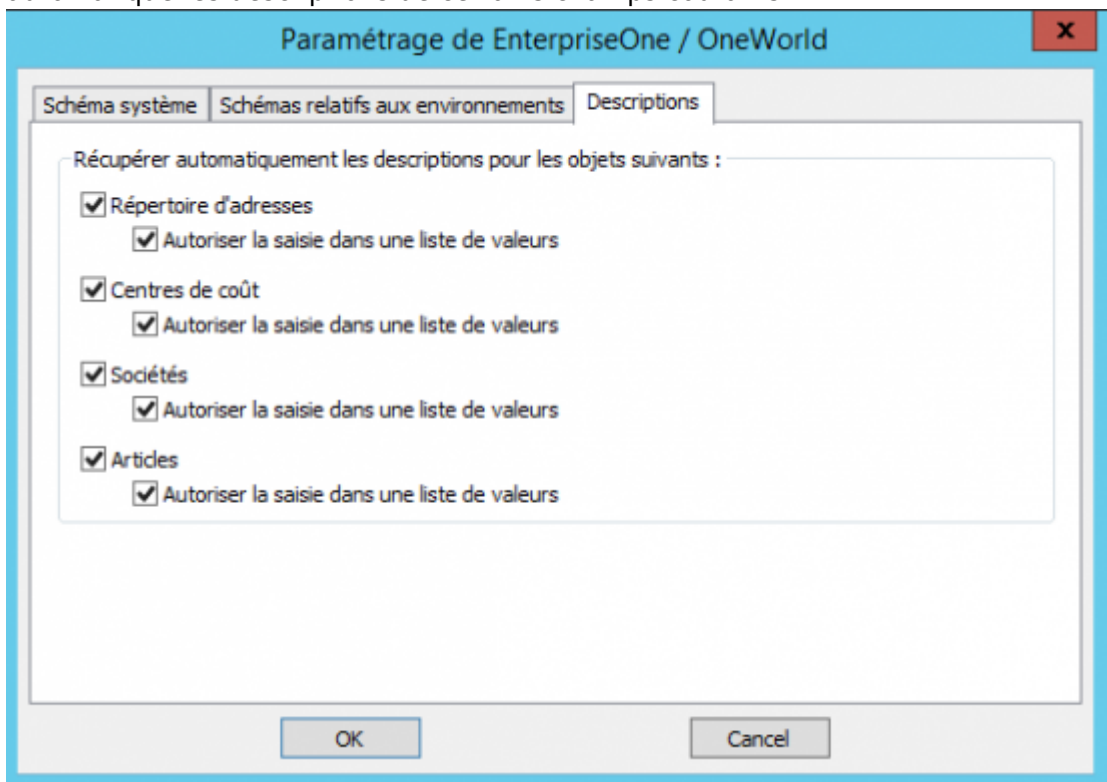 Paramétrage de EnterpriseOne / OneWorld
x
Schéma système Schémas relatifs aux environnements Descriptions
Récupérer automatiquement les descriptions pour les objets suivants :
Répertoire d'adresses
Autoriser la saisie dans une liste de valeurs
Centres de coût
Autoriser la saisie dans une liste de valeurs
Sociétés
Autoriser la saisie dans une liste de valeurs
Articles
Autoriser la saisie dans une liste de valeurs
OK Cancel